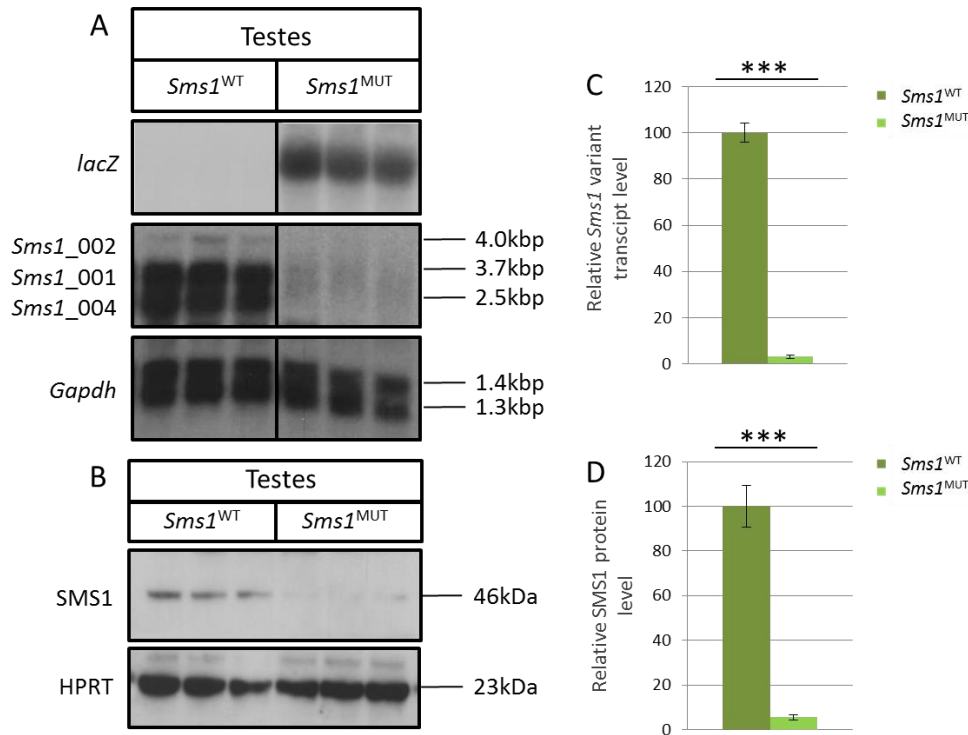 A
Testes
Sms1WT
Sms1MUT
lacZ
Sms1_002
Sms1_001
Sms1_004
4.0kbp
3.7kbp
2.5kbp
Gapdh
1.4kbp
1.3kbp
B
Testes
Sms1WT
Sms1MUT
SMS1
46kDa
HPRT
23kDa
C
***
Relative Sms1 variant
transcipt level
120
100
80
60
40
20
0
Sms1WT
Sms1MUT
D
***
Relative SMS1 protein
level
120
100
80
60
40
20
0
Sms1WT
Sms1MUT